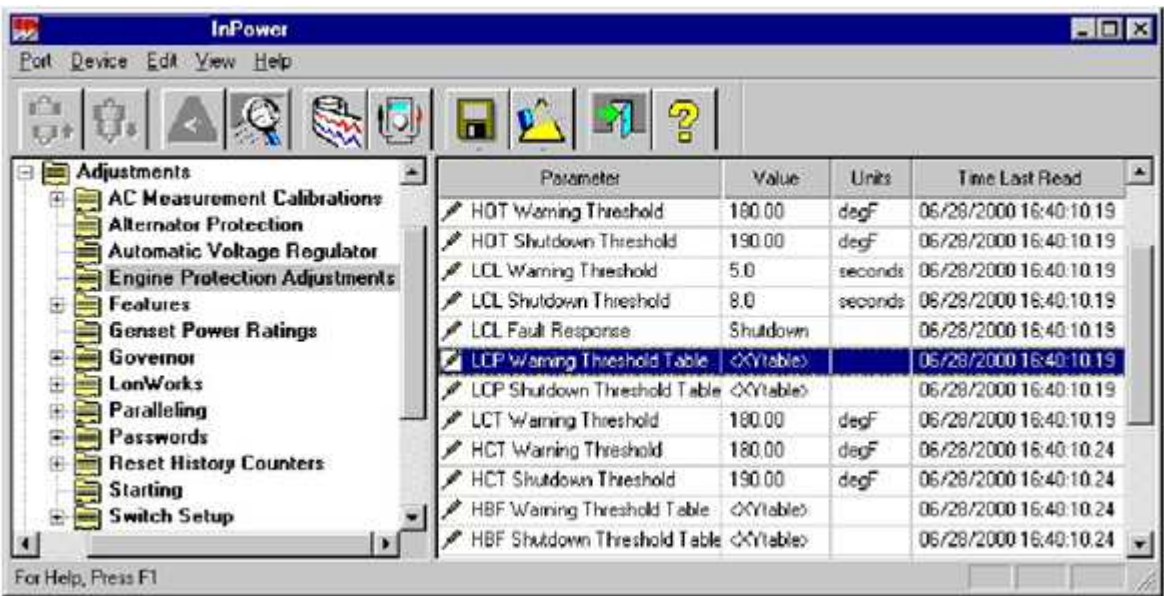 InPower
Port Device Edit View Help
Adjustments
AC Measurement Calibrations
Alternator Protection
Automatic Voltage Regulator
Engine Protection Adjustments
Features
Genset Power Ratings
Governor
LonWorks
Paralleling
Passwords
Reset History Counters
Starting
Switch Setup
Parameter Value Units Time Last Read
HOT Warning Threshold 180.00 degF 06/28/2000 16:40:10.19
HOT Shutdown Threshold 190.00 degF 06/28/2000 16:40:10.19
LCL Warning Threshold 5.0 seconds 06/28/2000 16:40:10.19
LCL Shutdown Threshold 8.0 seconds 06/28/2000 16:40:10.19
LCL Fault Response Shutdown 06/28/2000 16:40:10.19
LCP Warning Threshold Table <XYtable> 06/28/2000 16:40:10.19
LCP Shutdown Threshold Table <XYtable> 06/28/2000 16:40:10.19
LCT Warning Threshold 180.00 degF 06/28/2000 16:40:10.19
HCT Warning Threshold 180.00 degF 06/28/2000 16:40:10.24
HCT Shutdown Threshold 190.00 degF 06/28/2000 16:40:10.24
HBF Warning Threshold Table <XYtable> 06/28/2000 16:40:10.24
HBF Shutdown Threshold Table <XYtable> 06/28/2000 16:40:10.24
For Help, Press F1